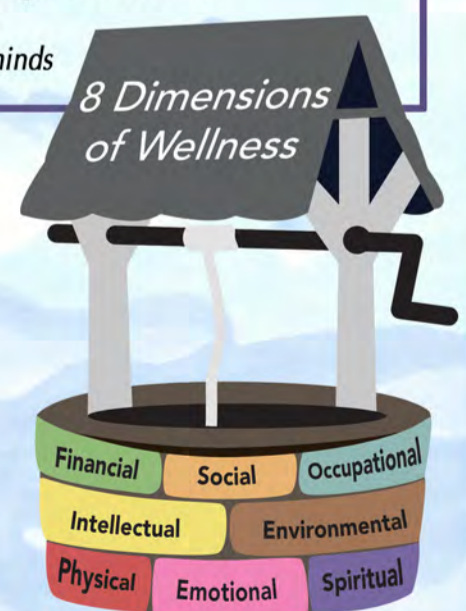 minds
8 Dimensions
of Wellness
Financial Social Occupational
Intellectual Environmental
Physical Emotional Spiritual